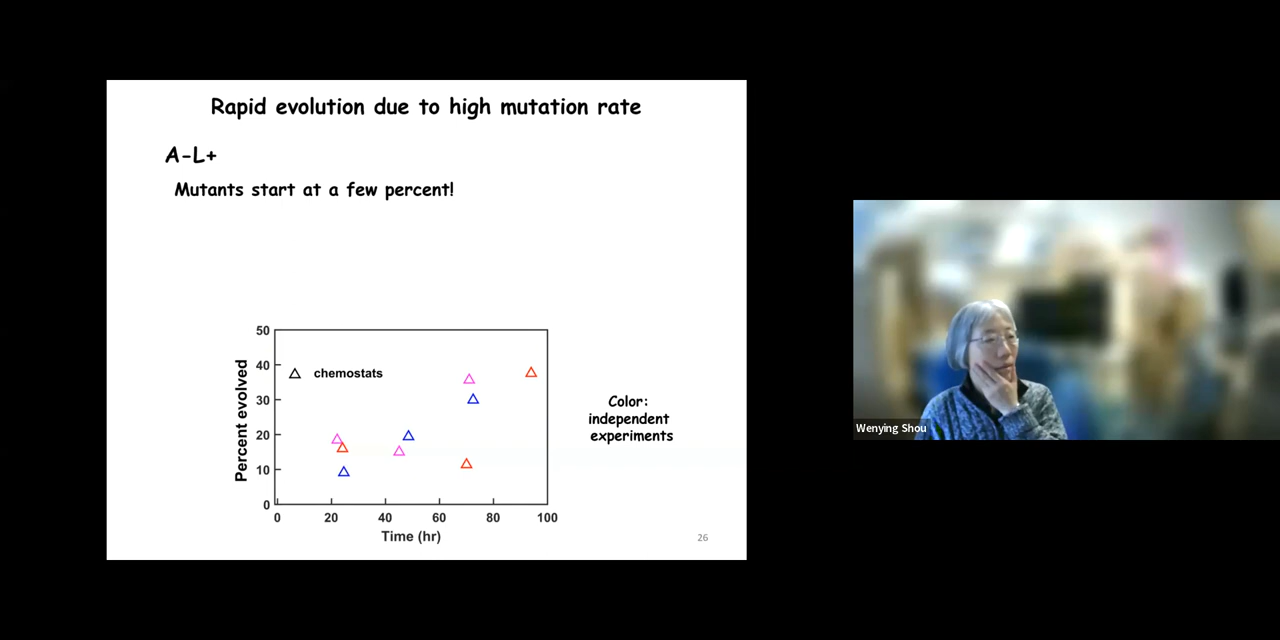 Rapid evolution due to high mutation rate
A-L+
Mutants start at a few percent!
50
40
30
20
10
0
Percent evolved
chemostats
0 20 40 60 80 100
Time (hr)
Color:
independent
experiments
26
Wenying Shou